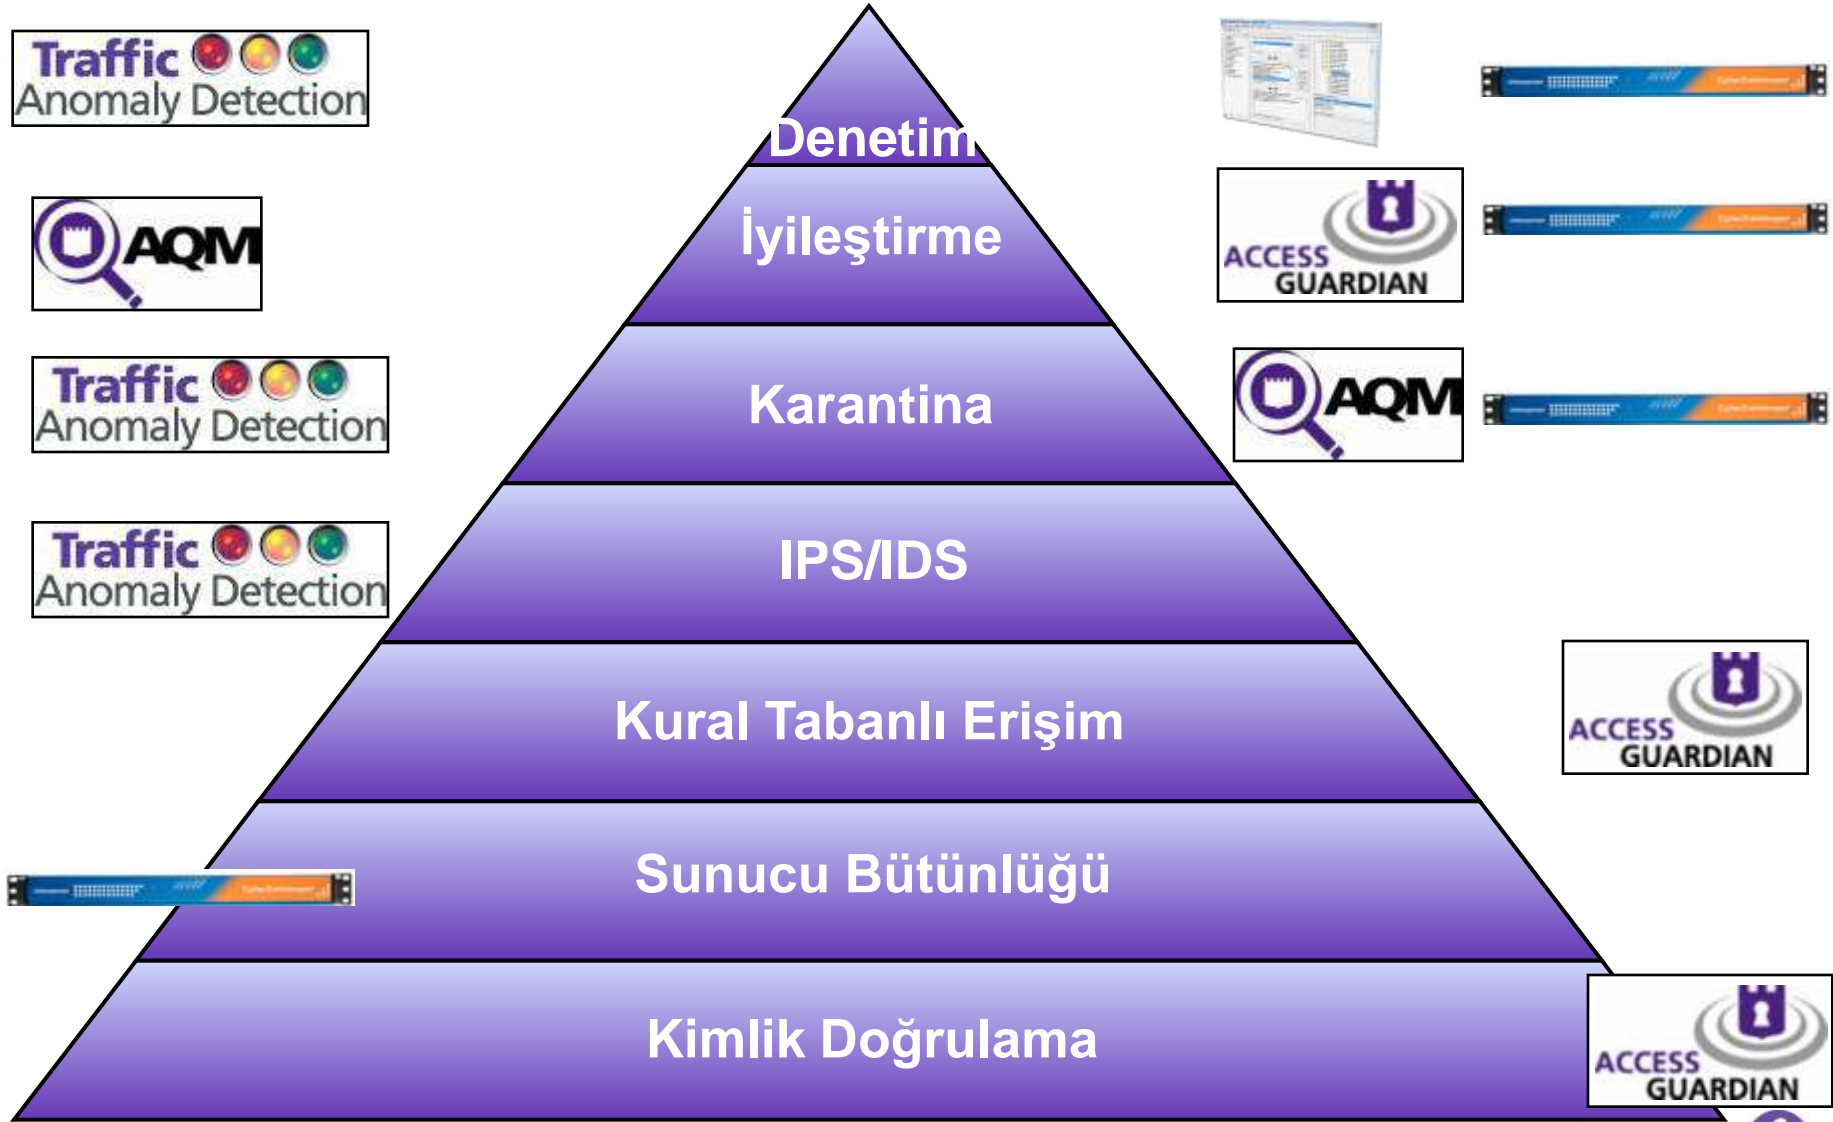 Traffic
Anomaly Detection
Denetim
AQM
İyileştirme
ACCESS
GUARDIAN
Traffic
Anomaly Detection
Karantina
AQM
Traffic
Anomaly Detection
IPS/IDS
Kural Tabanlı Erişim
ACCESS
GUARDIAN
Sunucu Bütünlüğü
Kimlik Doğrulama
ACCESS
GUARDIAN